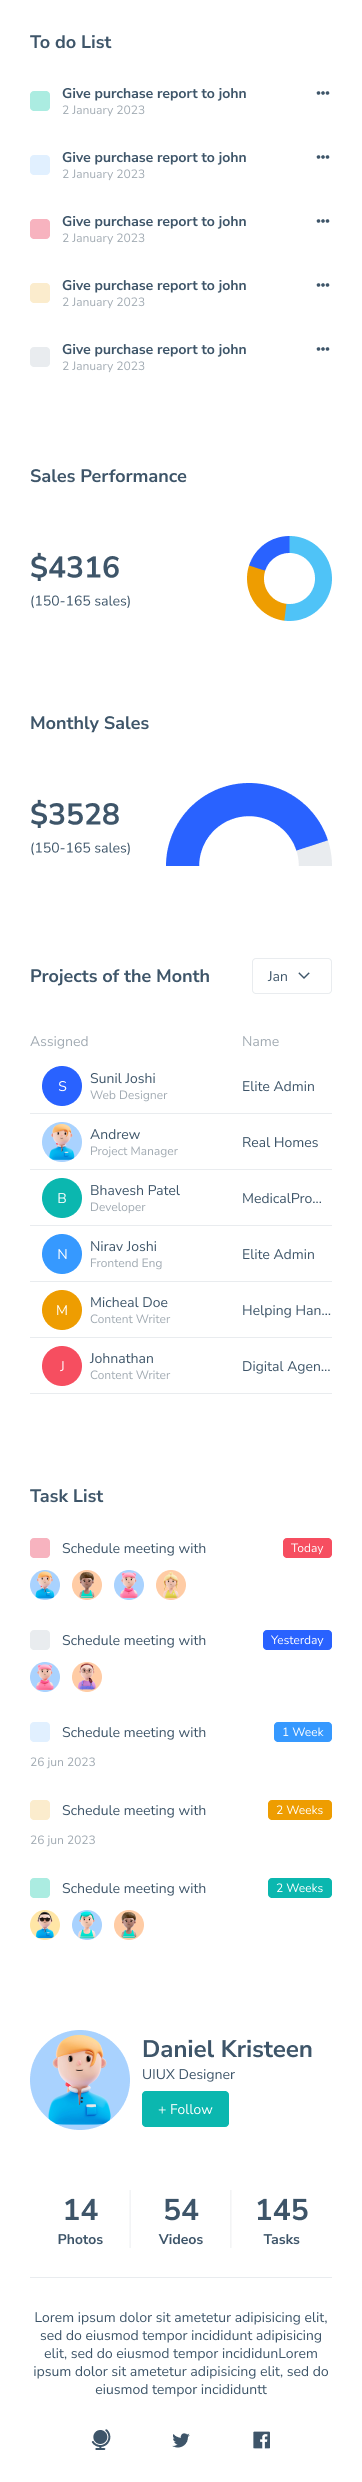 To do List
Give purchase report to john
2 January 2023
Give purchase report to john
2 January 2023
Give purchase report to john
2 January 2023
Give purchase report to john
2 January 2023
Give purchase report to john
2 January 2023
Sales Performance
$4316
(150-165 sales)
Monthly Sales
$3528
(150-165 sales)
Projects of the Month
Jan
Assigned Name
S Sunil Joshi Elite Admin
Web Designer
Andrew Real Homes
Project Manager
B Bhavesh Patel MedicalPro...
Developer
N Nirav Joshi Elite Admin
Frontend Eng
M Micheal Doe Helping Han...
Content Writer
J Johnathan Digital Agen...
Content Writer
Task List
Schedule meeting with Today
Schedule meeting with Yesterday
Schedule meeting with 1 Week
26 jun 2023
Schedule meeting with 2 Weeks
26 jun 2023
Schedule meeting with 2 Weeks
Daniel Kristeen
UIUX Designer
+ Follow
14 54 145
Photos Videos Tasks
Lorem ipsum dolor sit ametetur adipisicing elit,
sed do eiusmod tempor incididunt adipisicing
elit, sed do eiusmod tempor incididunLorem
ipsum dolor sit ametetur adipisicing elit, sed do
eiusmod tempor incididuntt